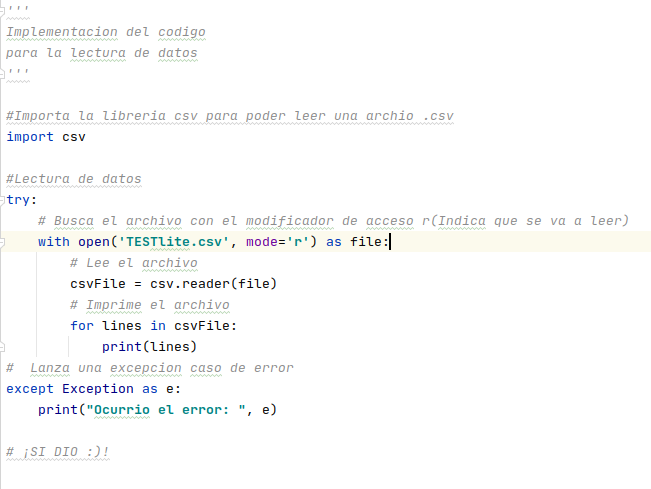 '''
Implementacion del codigo
para la lectura de datos
'''
#Importa la libreria csv para poder leer una archio .csv
import csv
#Lectura de datos
try:
    # Busca el archivo con el modificador de acceso r(Indica que se va a leer)
    with open('TESTlite.csv', mode='r') as file:
        # Lee el archivo
        csvFile = csv.reader(file)
        # Imprime el archivo
        for lines in csvFile:
            print(lines)
#  Lanza una excepcion caso de error
except Exception as e:
    print("Ocurrio el error: ", e)
# ¡SI DIO :)!